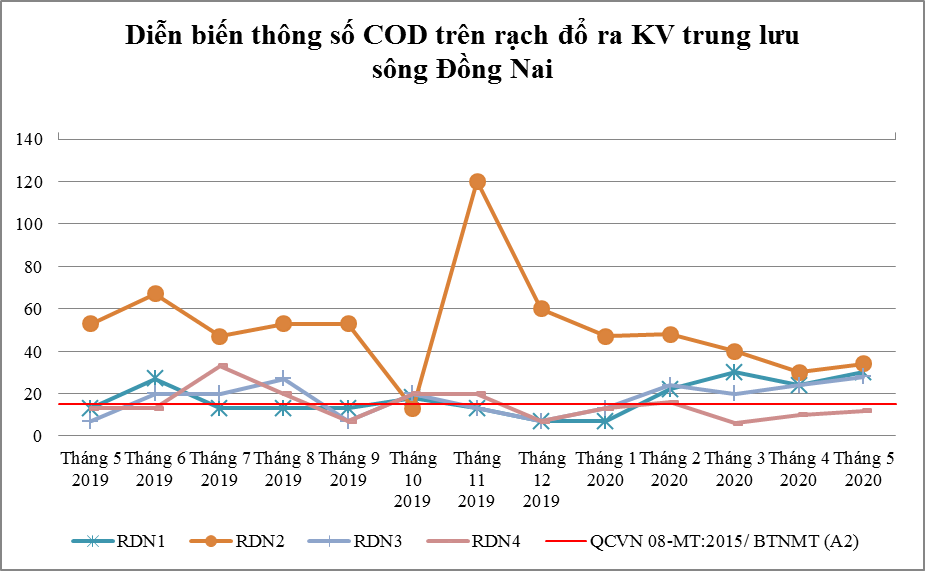 Diễn biến thông số COD trên rạch đổ ra KV trung lưu
sông Đồng Nai
140
120
100
80
60
40
20
0
Tháng 5 2019
Tháng 6 2019
Tháng 7 2019
Tháng 8 2019
Tháng 9 2019
Tháng 10 2019
Tháng 11 2019
Tháng 12 2019
Tháng 1 2020
Tháng 2 2020
Tháng 3 2020
Tháng 4 2020
Tháng 5 2020
RDN1 RDN2 RDN3 RDN4 QCVN 08-MT:2015/ BTNMT (A2)